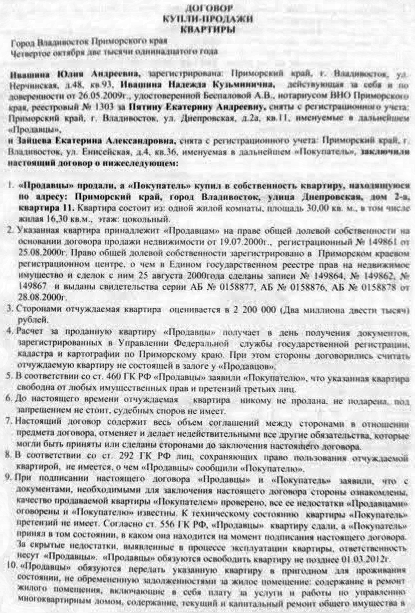 ДОГОВОР
КУПЛИ-ПРОДАЖИ
КВАРТИРЫ
Город Владивосток Приморского края
Четвертое октября две тысячи одиннадцатого года
Ивашина Юлия Андреевна, зарегистрирована: Приморский край, г. Владивосток, ул.
Нерчинская, д.48, кв.93, Ивашина Надежда Кузьминична, действующая за себя и по
доверенности от 26.05.2009г., удостоверенной Беспаловой А.В., нотариусом ВНО Приморского
края, реестровый № 1303 за Пятину Екатерину Андреевну, сняты с регистрационного учета:
Приморский край, г. Владивосток, ул. Днепровская, д.2а, кв.11, именуемые в дальнейшем
«Продавцы»,
и Зайцева Екатерина Александровна, снята с регистрационного учета: Приморский край, г.
Владивосток, ул. Енисейская, д.4, кв.36, именуемая в дальнейшем «Покупатель», заключили
настоящий договор о нижеследующем:
1. «Продавцы» продали, а «Покупатель» купил в собственность квартиру, находящуюся
по адресу: Приморский край, город Владивосток, улица Днепровская, дом 2-а,
квартира 11. Квартира состоит из: одной жилой комнаты, площадь 30,00 кв. м., в том числе
жилая 16,30 кв.м., этаж: цокольный.
2. Указанная квартира принадлежит «Продавцам» на праве общей долевой собственности на
основании договора продажи недвижимости от 19.07.2000г., регистрационный № 149861 от
25.08.2000г; Право общей долевой собственности зарегистрировано в Приморском краевом
регистрационном центре, о чем в Едином государственном реестре прав на недвижимое
имущество и сделок с ним 25 августа 2000года сделаны записи № 149864, № 149862, №
149867 и выданы свидетельства серии АБ № 0158877, АБ № 0158876, АБ № 0158878 от
28.08.2000г.
3. Сторонами отчуждаемая квартира оценивается в 2 200 000 (Два миллиона двести тысяч)
рублей.
4. Расчет за проданную квартиру «Продавцы» получает в день получения документов,
зарегистрированных в Управлении Федеральной службы государственной регистрации,
кадастра и картографии по Приморскому краю. При этом стороны договорились считать
отчуждаемую квартиру не состоящей в залоге у «Продавцов».
5. В соответствии со ст. 460 ГК РФ «Продавцы» заявили «Покупателю», что указанная квартира
свободна от любых имущественных прав и претензий третьих лиц.
6. До настоящего времени отчуждаемая квартира никому не продана, не подарена, под
запрещением не стоит, судебных споров не имеет.
7. Настоящий договор содержит весь объем соглашений между сторонами в отношении
предмета договора, отменяет и делает недействительными все другие обязательства, которые
могли быть приняты или сделаны сторонами до заключения настоящего договора.
8. В соответствии со ст. 292 ГК РФ лиц, сохраняющих право пользования отчуждаемой
квартирой, не имеется, о чем «Продавцы» сообщили «Покупателю».
9. При подписании настоящего договора «Продавцы» и «Покупатель» заявили, что с
документами, необходимыми для заключения настоящего договора стороны ознакомлены,
качество продаваемой квартиры «Покупателем» проверено, все ее недостатки «Продавцами»
оговорены и «Покупателю» известны. К техническому состоянию квартиры «Покупатель»
претензий не имеет. Согласно ст. 556 ГК РФ, «Продавцы» квартиру сдали, а «Покупатель»
принял в том состоянии, в каком она находится на момент подписания настоящего договора.
За скрытые недостатки, выявленные в процессе эксплуатации квартиры, ответственность
несут «Продавцы». «Продавцы» обязуются освободить квартиру не позднее 01.03.2012г.
10. «Продавцы» обязуются передать указанную квартиру в пригодном для проживания
состоянии, не обремененную задолженностями за жилое помещение: содержание и ремонт
жилого помещения, включающие в себя плату за услуги и работы по управлению
многоквартирным домом, содержание, текущий и капитальный ремонт общего имущества в